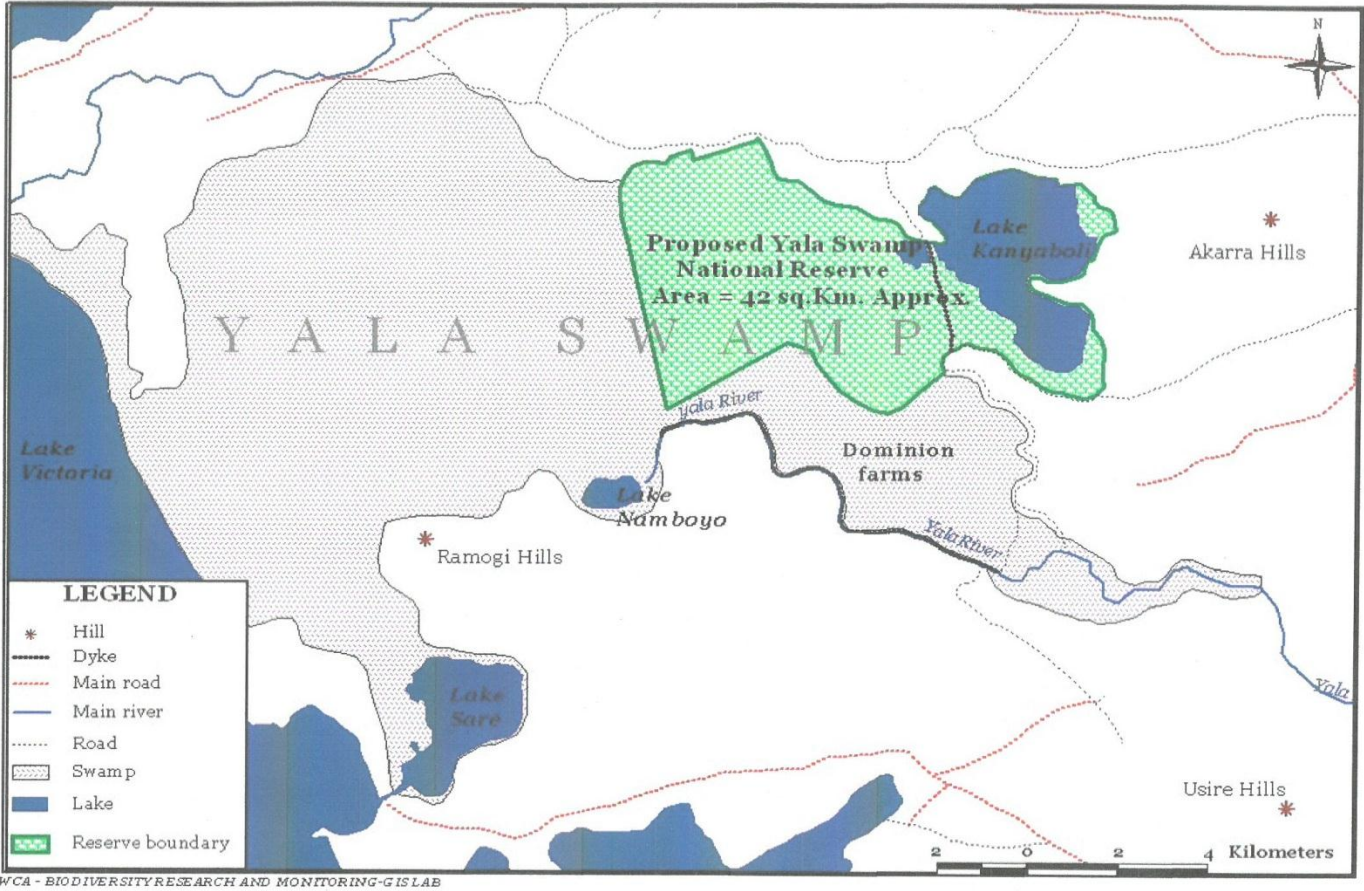 N
Lake
Kanyaboli
Akarra Hills
Proposed Yala Swamp
National Reserve
Area = 42 sq.Km. Approx.
YALA SWAMP
Yala River
Lake
Victoria
Dominion
farms
Lake
Namboyo
Yala River
Ramogi Hills
LEGEND
Hill
Dyke
Main road
Main river
Road
Swamp
Lake
Reserve boundary
Lake
Sare
Yala
Usire Hills
2 0 2 4 Kilometers
WCA - BIODIVERSITY RESEARCH AND MONITORING-GIS LAB